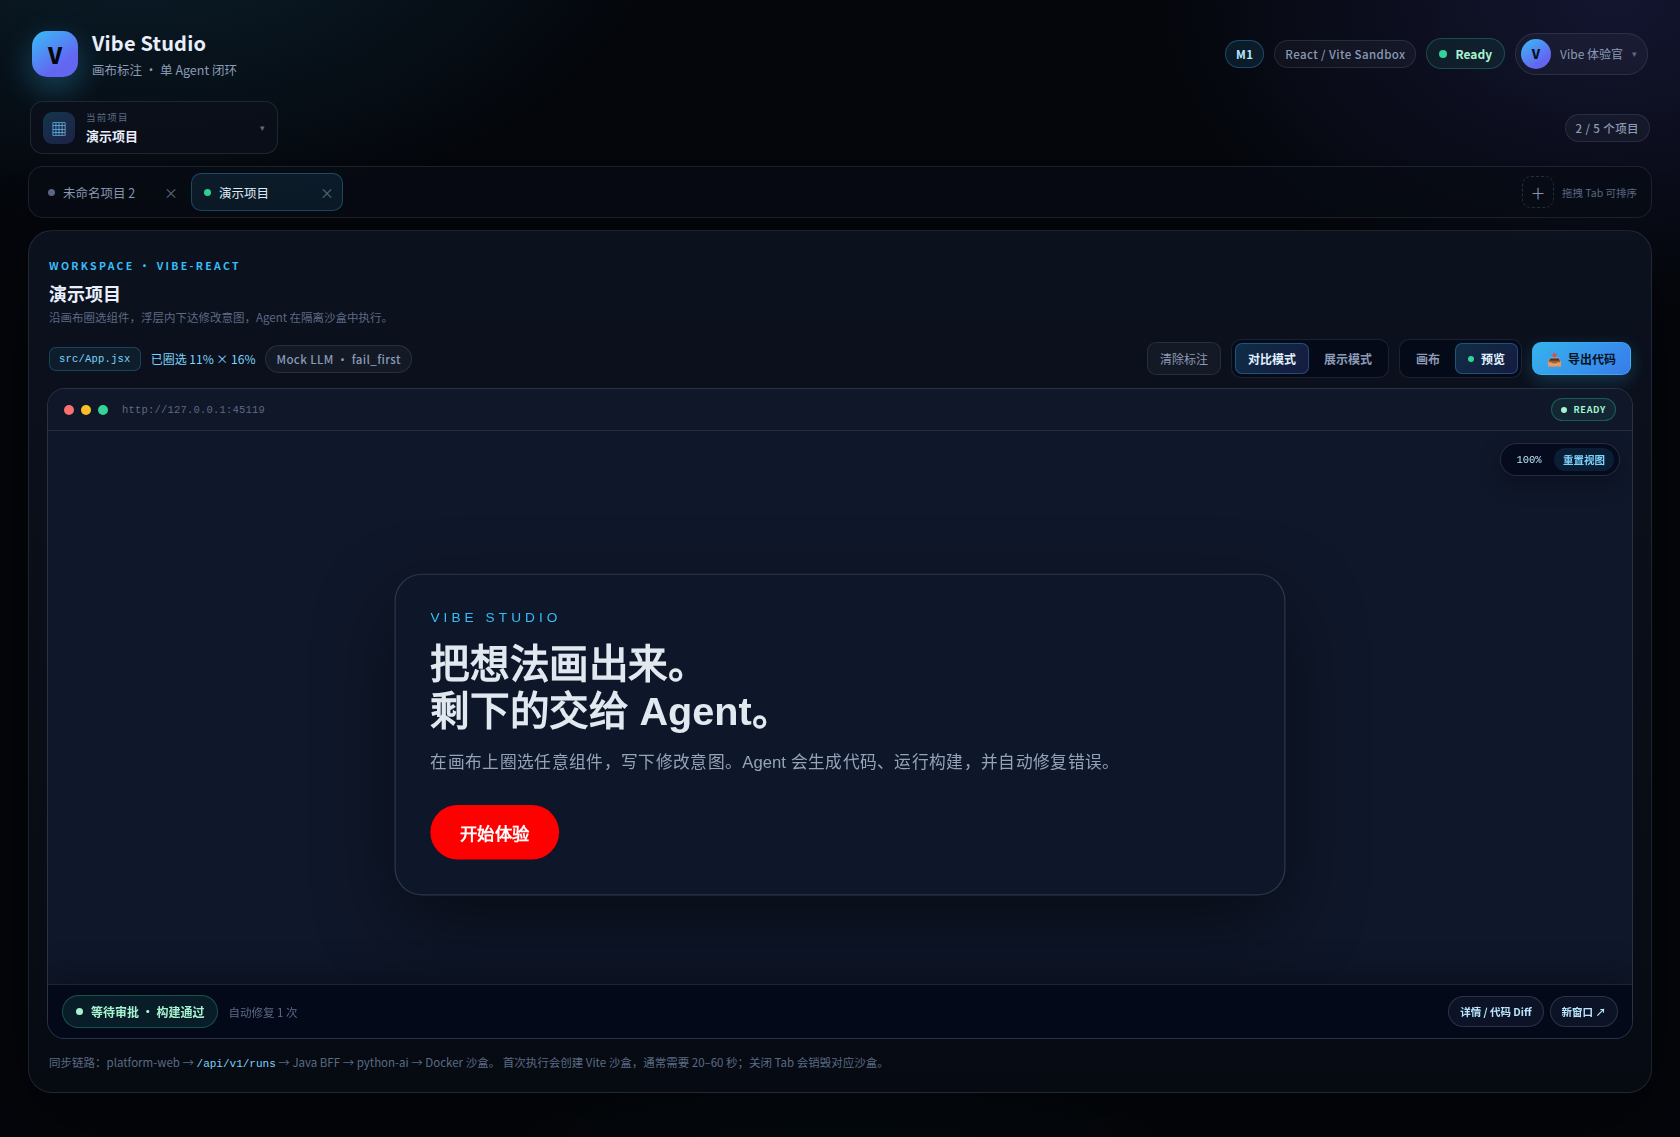 V
Vibe Studio
画布标注 · 单 Agent 闭环
M1
React / Vite Sandbox
Ready
V
Vibe 体验官
当前项目
演示项目
2 / 5 个项目
未命名项目 2 ×
演示项目 ×
+ 拖拽 Tab 可排序
WORKSPACE · VIBE-REACT
演示项目
沿画布圈选组件，浮层内下达修改意图，Agent 在隔离沙盒中执行。
src/App.jsx
已圈选 11% × 16%
Mock LLM · fail_first
清除标注
对比模式
展示模式
画布
预览
导出代码
http://127.0.0.1:45119
READY
100%
重置视图
VIBE STUDIO
把想法画出来。
剩下的交给 Agent。
在画布上圈选任意组件，写下修改意图。Agent 会生成代码、运行构建，并自动修复错误。
开始体验
等待审批 · 构建通过
自动修复 1 次
详情 / 代码 Diff
新窗口 ↗
同步链路：platform-web → /api/v1/runs → Java BFF → python-ai → Docker 沙盒。 首次执行会创建 Vite 沙盒，通常需要 20–60 秒；关闭 Tab 会销毁对应沙盒。